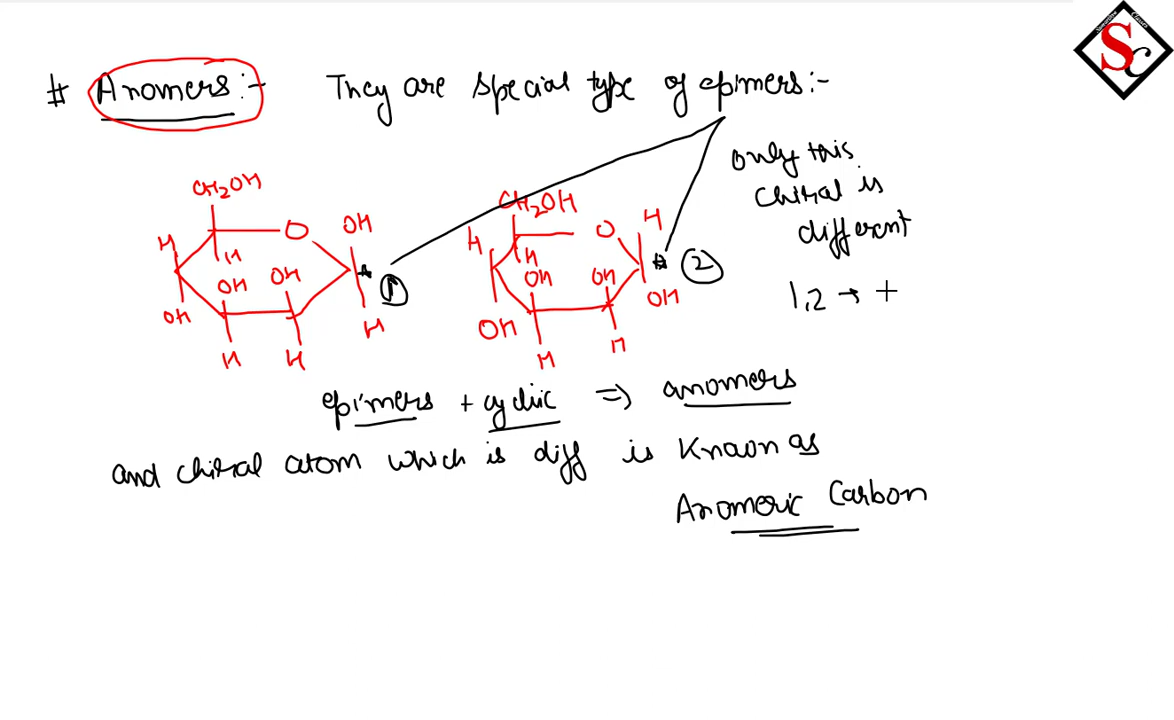 # Anomers :- They are special type of epimers :-
only this
chiral is
different
1,2 → +
CH₂OH
O
OH
H
H
OH
OH
OH
H
H
H
①
CH₂OH
O
H
H
H
OH
OH
OH
OH
H
H
②
epimers + cyclic ⇒ anomers
and chiral atom which is diff is known as
Anomeric Carbon
SC